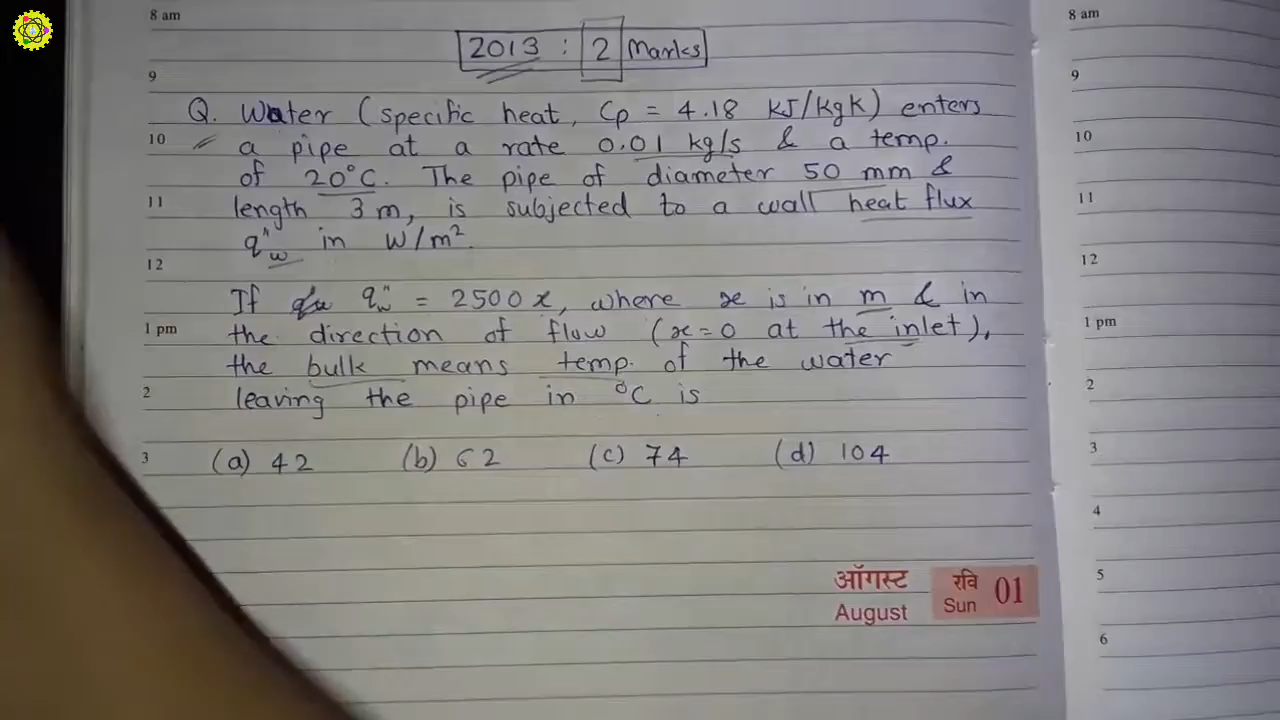 8 am
2013 : 2 Marks
9
Q. Water (specific heat, Cp = 4.18 KJ/KgK) enters
10 a pipe at a rate 0.01 kg/s & a temp.
of 20°C. The pipe of diameter 50 mm &
11 length 3 m, is subjected to a wall heat flux
q"w in W/m²
12
If q"w = 2500 x, where x is in m & in
1 pm the direction of flow (x=0 at the inlet),
the bulk means temp. of the water
2 leaving the pipe in °C is
3 (a) 42 (b) 62 (c) 74 (d) 104
ऑगस्ट रवि 01
August Sun
8 am
9
10
11
12
1 pm
2
3
4
5
6